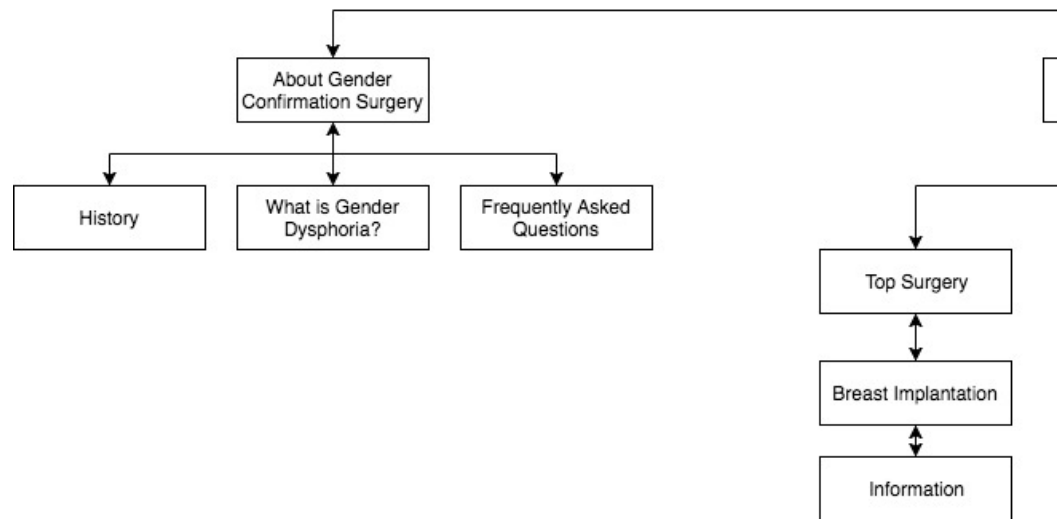 About Gender
Confirmation Surgery
History
What is Gender
Dysphoria?
Frequently Asked
Questions
Top Surgery
Breast Implantation
Information